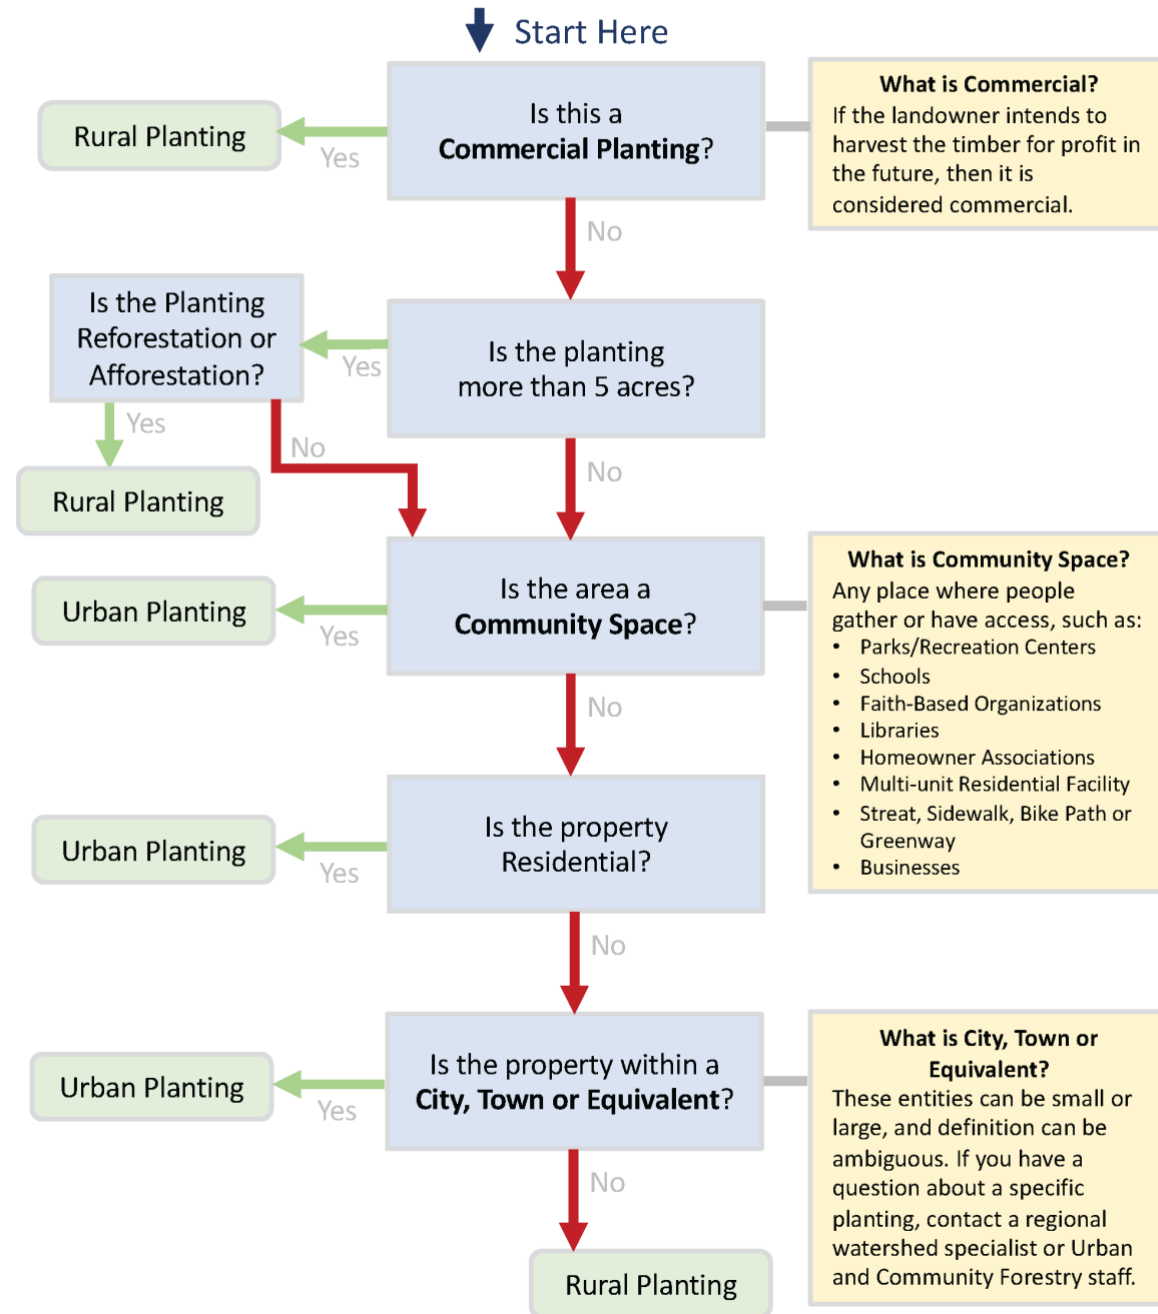 Start Here
Is this a
Commercial Planting?
What is Commercial?
If the landowner intends to
harvest the timber for profit in
the future, then it is
considered commercial.
Rural Planting
Yes
No
Is the Planting
Reforestation or
Afforestation?
Yes
Is the planting
more than 5 acres?
Yes
No
No
Rural Planting
Is the area a
Community Space?
Urban Planting
Yes
What is Community Space?
Any place where people
gather or have access, such as:
• Parks/Recreation Centers
• Schools
• Faith-Based Organizations
• Libraries
• Homeowner Associations
• Multi-unit Residential Facility
• Streat, Sidewalk, Bike Path or
Greenway
• Businesses
No
Is the property
Residential?
Urban Planting
Yes
No
Is the property within a
City, Town or Equivalent?
Urban Planting
Yes
What is City, Town or
Equivalent?
These entities can be small or
large, and definition can be
ambiguous. If you have a
question about a specific
planting, contact a regional
watershed specialist or Urban
and Community Forestry staff.
No
Rural Planting